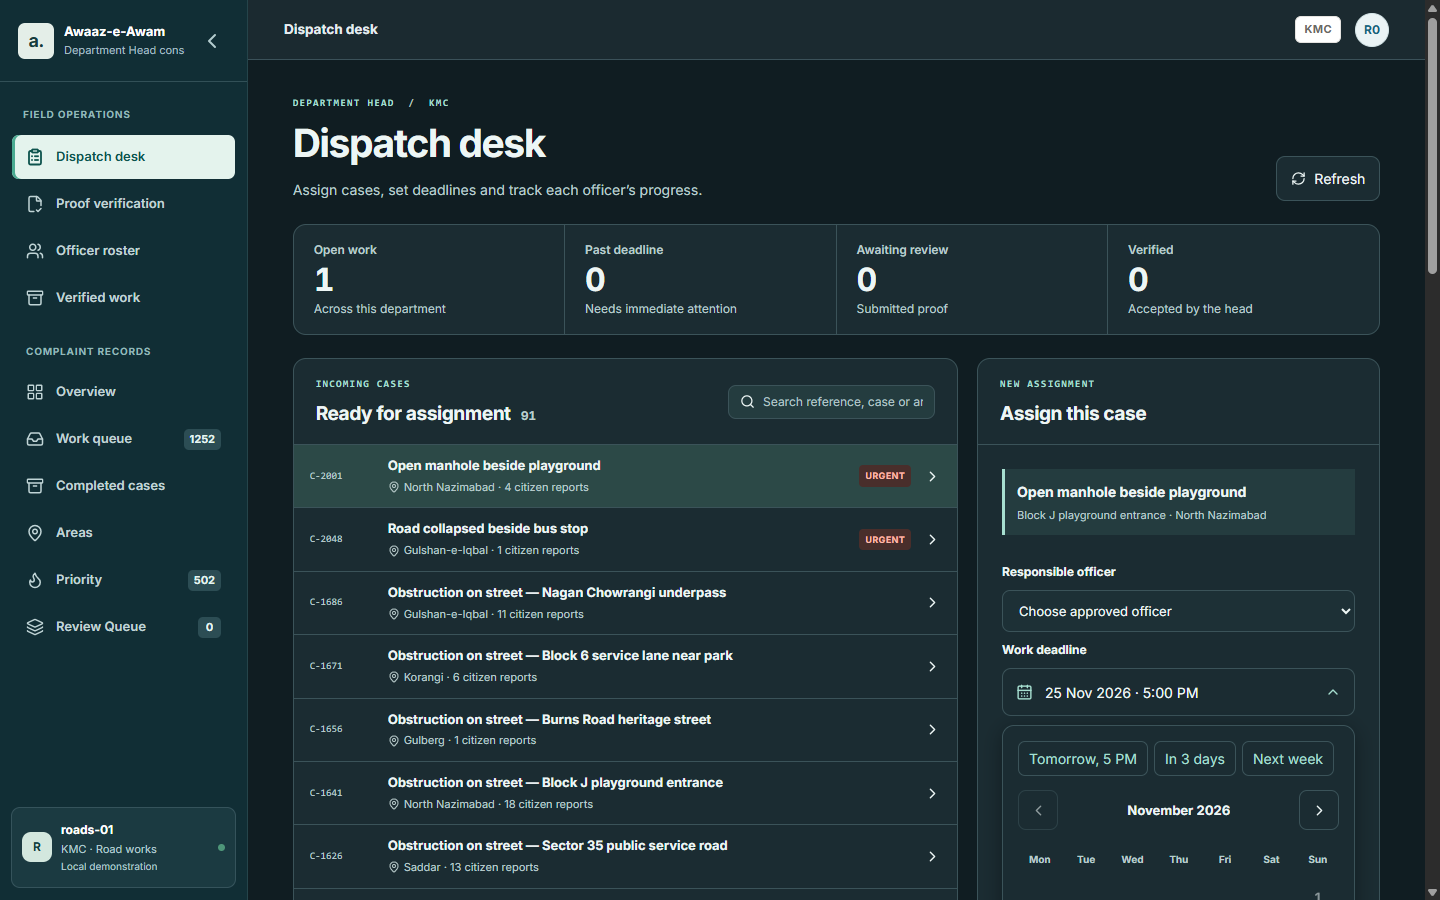 a.
Awaaz-e-Awam
Department Head cons
FIELD OPERATIONS
Dispatch desk
Proof verification
Officer roster
Verified work
COMPLAINT RECORDS
Overview
Work queue 1252
Completed cases
Areas
Priority 502
Review Queue 0
R
roads-01
KMC · Road works
Local demonstration
Dispatch desk
KMC
R0
DEPARTMENT HEAD / KMC
Dispatch desk
Assign cases, set deadlines and track each officer’s progress.
Refresh
Open work
1
Across this department
Past deadline
0
Needs immediate attention
Awaiting review
0
Submitted proof
Verified
0
Accepted by the head
INCOMING CASES
Ready for assignment 91
Search reference, case or ar
C-2001
Open manhole beside playground
North Nazimabad · 4 citizen reports
URGENT
C-2048
Road collapsed beside bus stop
Gulshan-e-Iqbal · 1 citizen reports
URGENT
C-1686
Obstruction on street — Nagan Chowrangi underpass
Gulshan-e-Iqbal · 11 citizen reports
C-1671
Obstruction on street — Block 6 service lane near park
Korangi · 6 citizen reports
C-1656
Obstruction on street — Burns Road heritage street
Gulberg · 1 citizen reports
C-1641
Obstruction on street — Block J playground entrance
North Nazimabad · 18 citizen reports
C-1626
Obstruction on street — Sector 35 public service road
Saddar · 13 citizen reports
NEW ASSIGNMENT
Assign this case
Open manhole beside playground
Block J playground entrance · North Nazimabad
Responsible officer
Choose approved officer
Work deadline
25 Nov 2026 · 5:00 PM
Tomorrow, 5 PM
In 3 days
Next week
November 2026
Mon Tue Wed Thu Fri Sat Sun
1